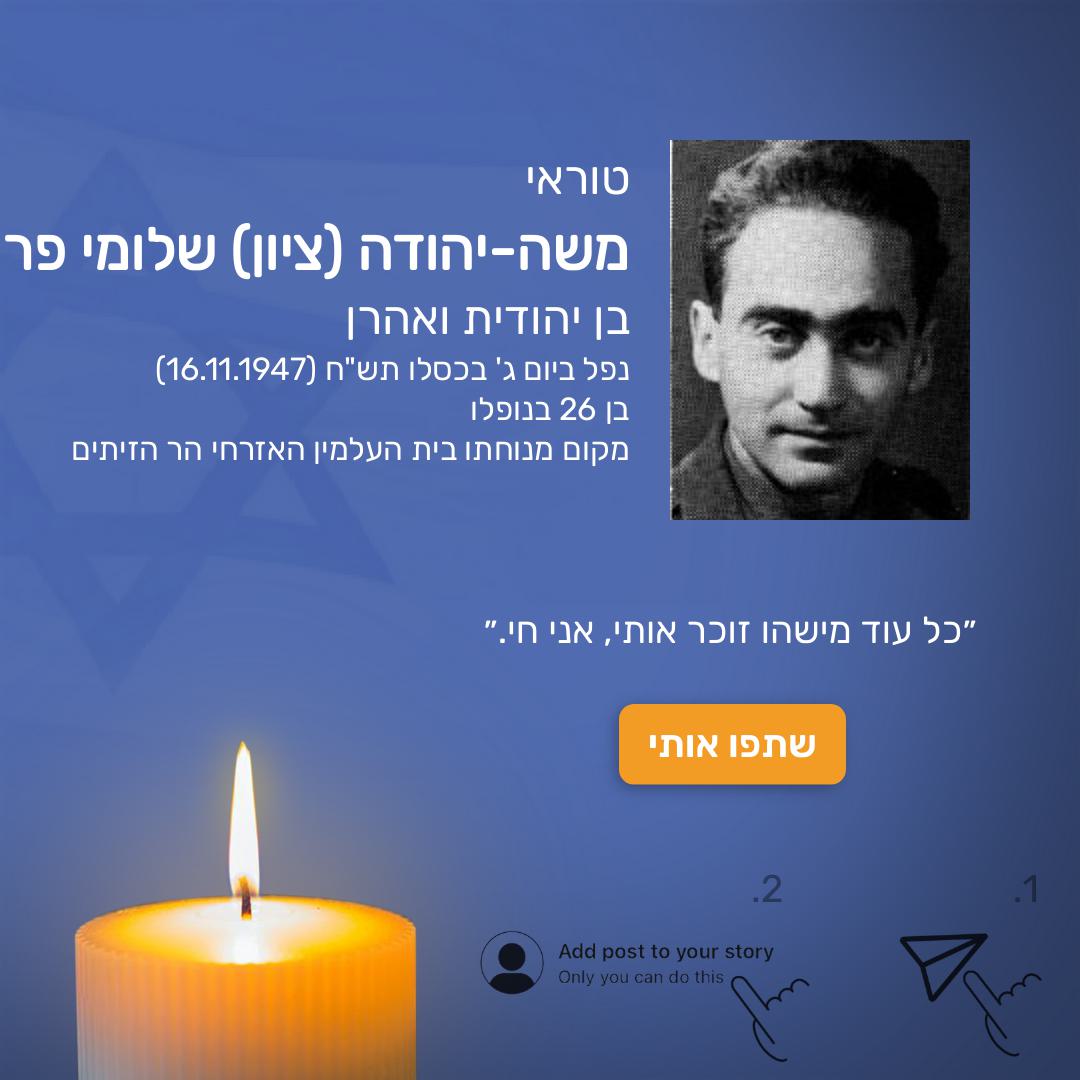 טוראי
משה-יהודה (ציון) שלומי פר
בן יהודית ואהרן
נפל ביום ג' בכסלו תש"ח (16.11.1947)
בן 26 בנופלו
מקום מנוחתו בית העלמין האזרחי הר הזיתים
״כל עוד מישהו זוכר אותי, אני חי.״
שתפו אותי
1.
2.
Add post to your story
Only you can do this